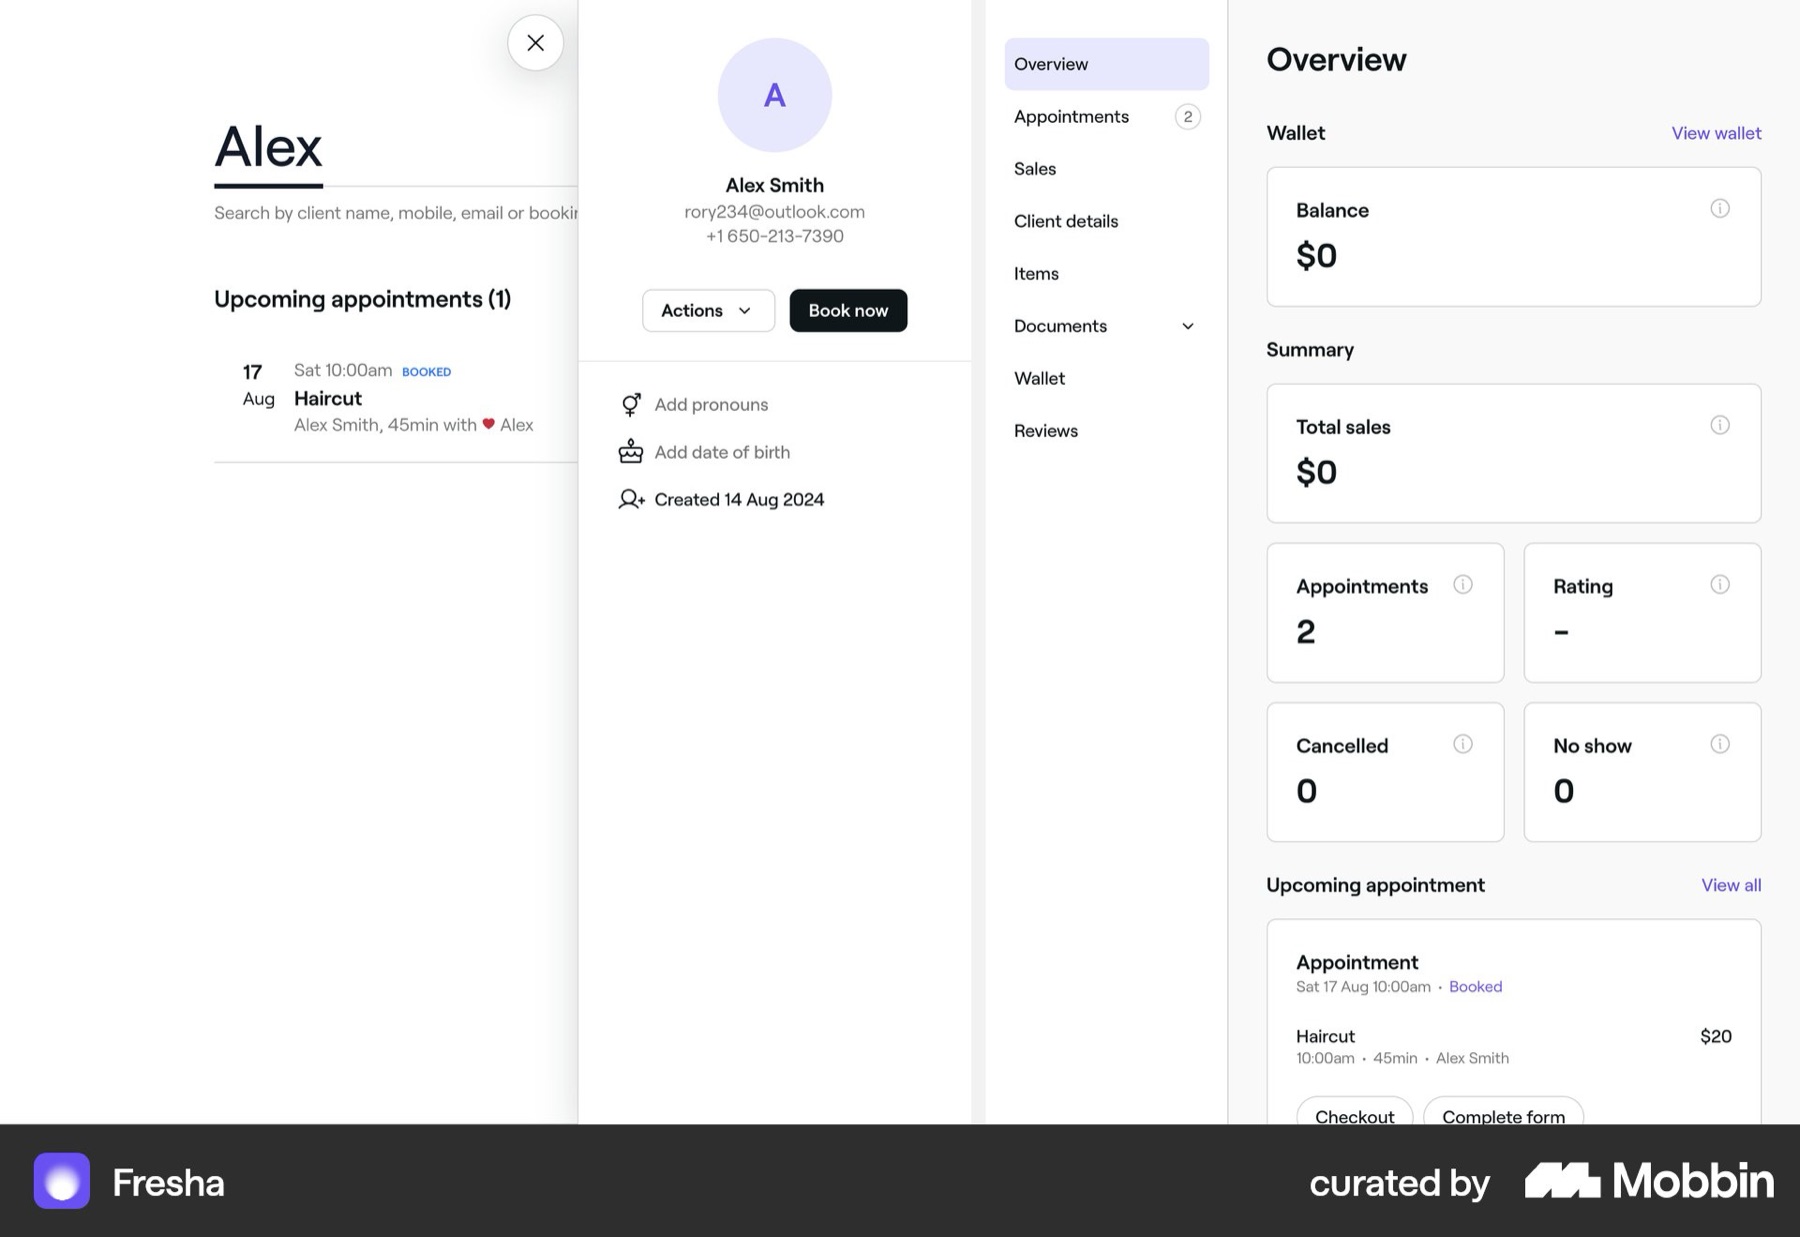 Alex
Search by client name, mobile, email or
Upcoming appointments (1)
17 Sat 10:00am BOOKED
Aug Haircut
Alex Smith, 45min with ❤ Alex
A
Alex Smith
rory234@outlook.com
+1 650-213-7390
Actions Book now
Add pronouns
Add date of birth
Created 14 Aug 2024
Overview
Appointments 2
Sales
Client details
Items
Documents
Wallet
Reviews
Overview
Wallet View wallet
Balance
$0
Summary
Total sales
$0
Appointments
2
Rating
-
Cancelled
0
No show
0
Upcoming appointment View all
Appointment
Sat 17 Aug 10:00am • Booked
Haircut $20
10:00am • 45min • Alex Smith
Checkout Complete form
Fresha
curated by Mobbin